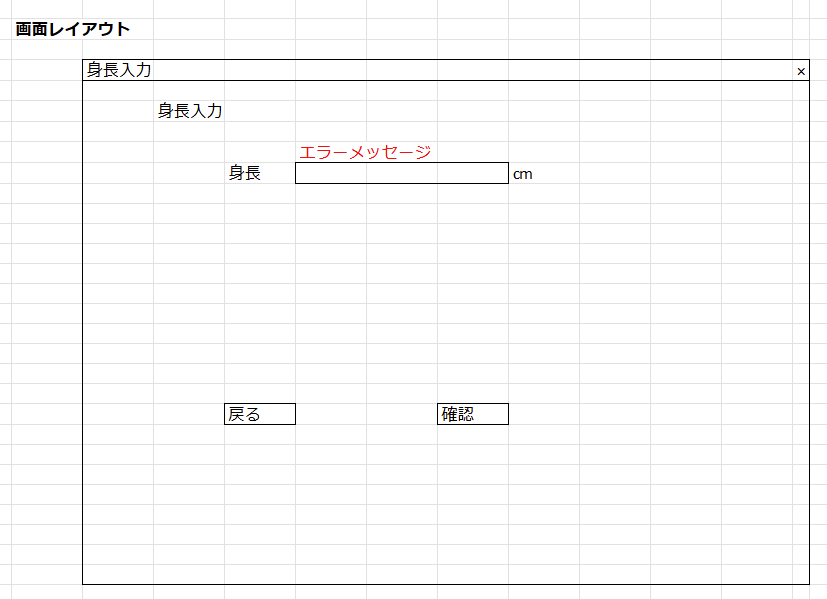 画面レイアウト
身長入力 ×
身長入力
エラーメッセージ
身長 cm
戻る 確認